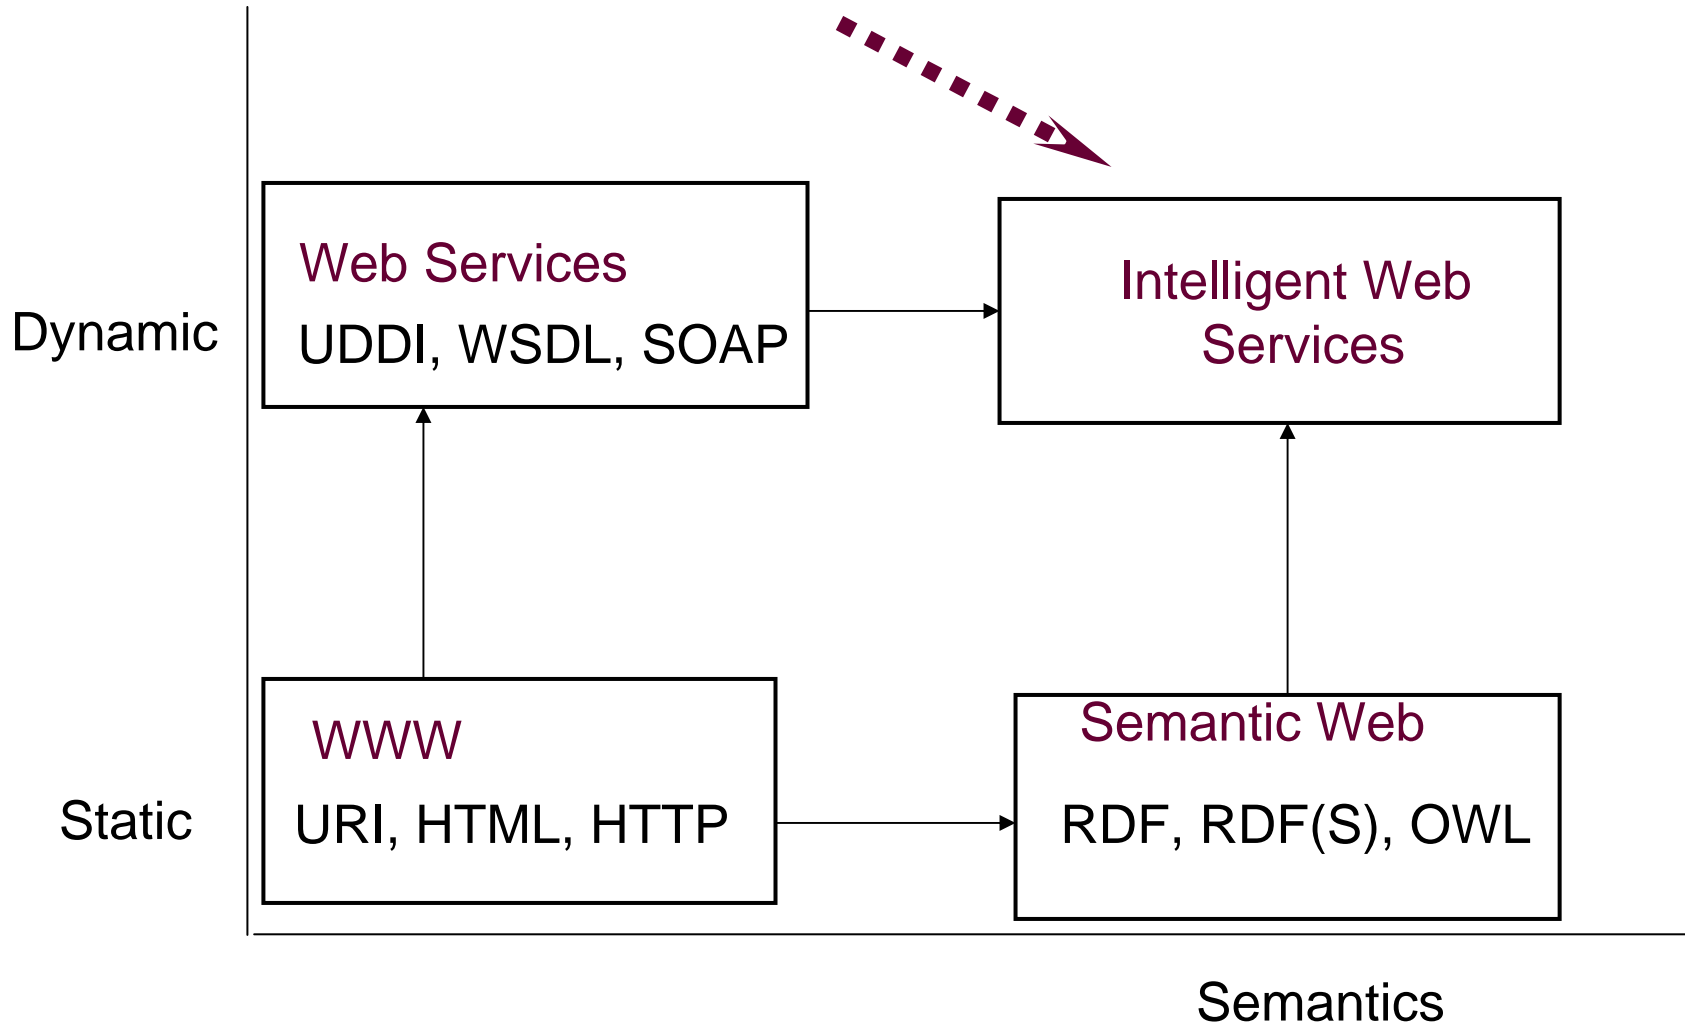 Web Services
UDDI, WSDL, SOAP
Intelligent Web
Services
Dynamic
WWW
URI, HTML, HTTP
Semantic Web
RDF, RDF(S), OWL
Static
Semantics